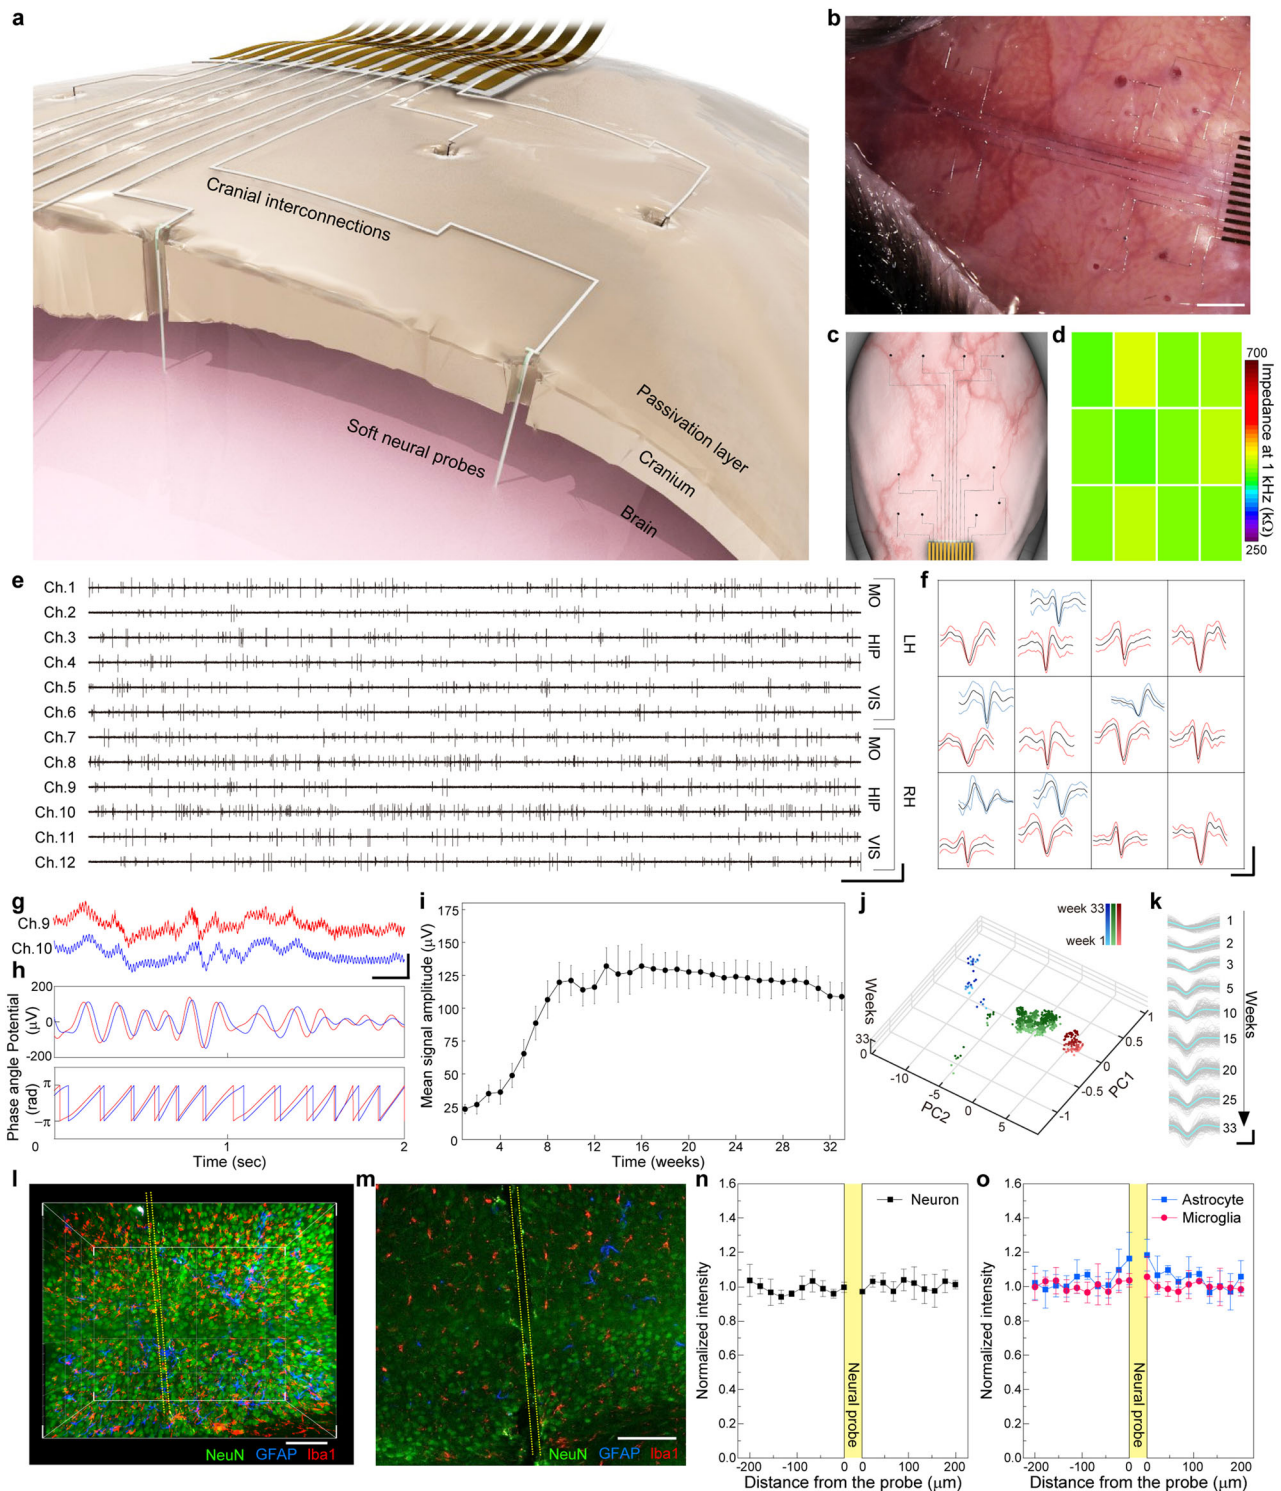 a
Cranial interconnections
Soft neural probes
Passivation layer
Cranium
Brain
b
c
d
700
Impedance at 1 kHz (kΩ)
250
e
Ch.1
Ch.2
Ch.3
Ch.4
Ch.5
Ch.6
Ch.7
Ch.8
Ch.9
Ch.10
Ch.11
Ch.12
MO
HIP
VIS
MO
HIP
VIS
LH
RH
f
g
Ch.9
Ch.10
h
200
0
-200
Potential (μV)
π
−π
Phase angle (rad)
0 1 2
Time (sec)
i
175
150
125
100
75
50
25
0
Mean signal amplitude (μV)
0 4 8 12 16 20 24 28 32
Time (weeks)
j
week 33
week 1
Weeks
33
0
-10
-5
0
5
PC2
1
0.5
0
-0.5
-1
PC1
k
1
2
3
5
10
15
20
25
33
Weeks
l
NeuN GFAP Iba1
m
NeuN GFAP Iba1
n
1.6
1.4
1.2
1.0
0.8
0.6
0.4
0.2
0.0
Normalized intensity
Neuron
Neural probe
-200 -100 0 0 100 200
Distance from the probe (μm)
o
1.6
1.4
1.2
1.0
0.8
0.6
0.4
0.2
0.0
Normalized intensity
Astrocyte
Microglia
Neural probe
-200 -100 0 0 100 200
Distance from the probe (μm)